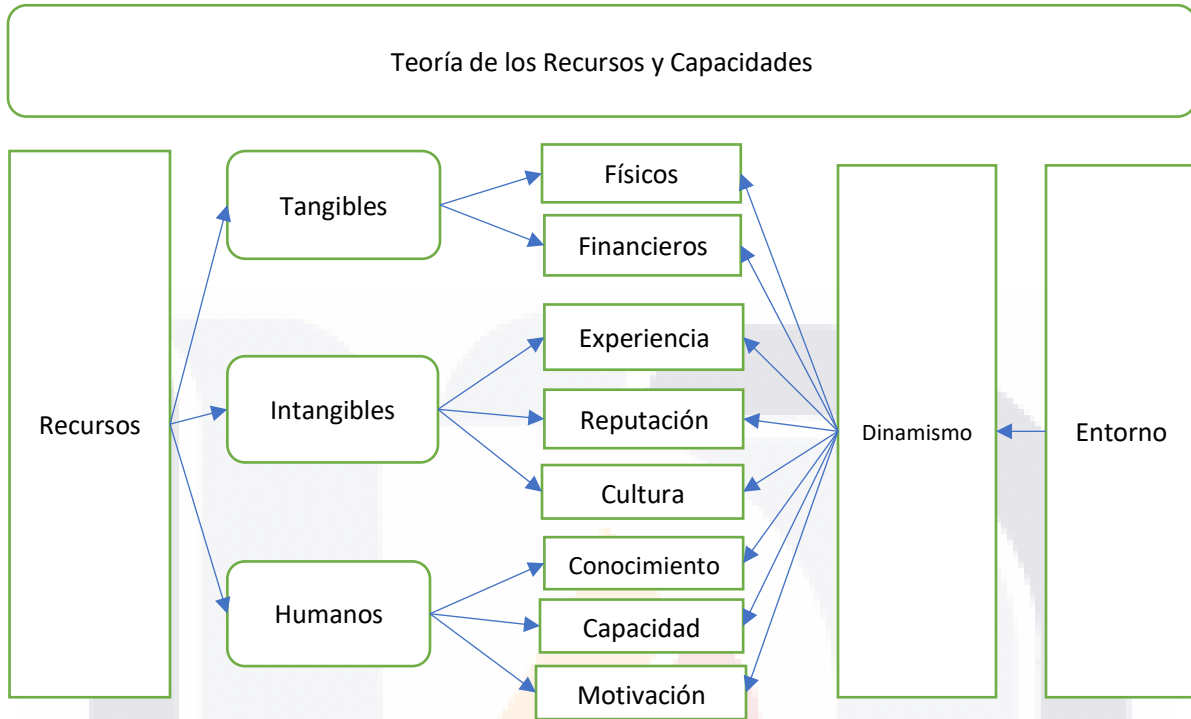 Teoría de los Recursos y Capacidades
Recursos
Tangibles
Intangibles
Humanos
Físicos
Financieros
Experiencia
Reputación
Cultura
Conocimiento
Capacidad
Motivación
Dinamismo
Entorno